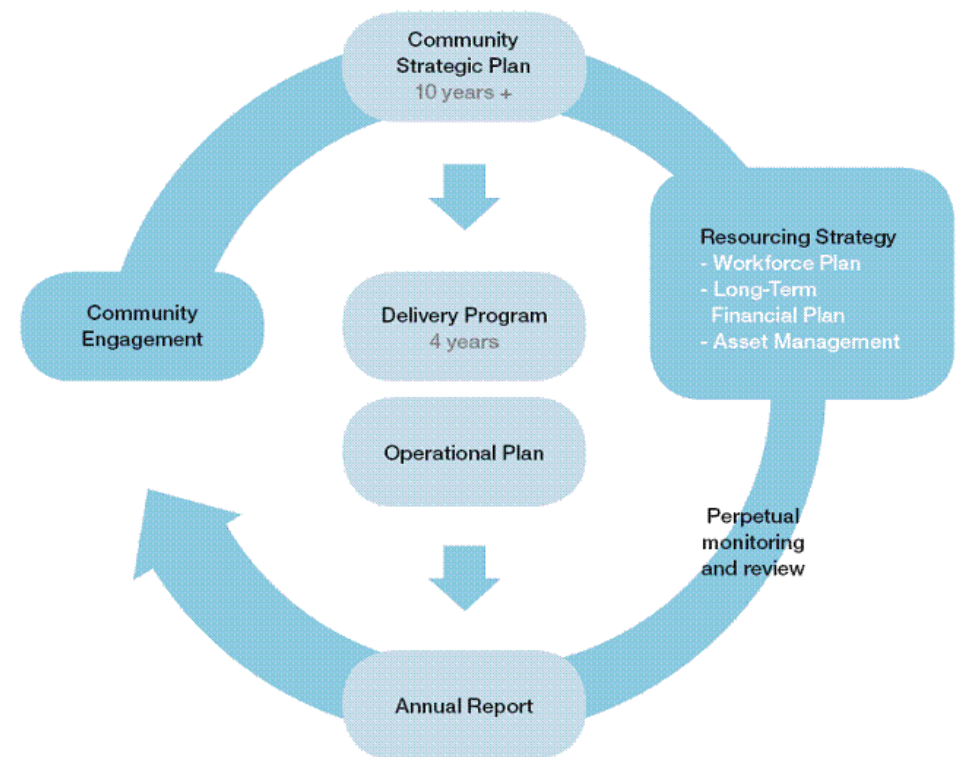 Community
Strategic Plan
10 years +
Resourcing Strategy
- Workforce Plan
- Long-Term
Financial Plan
- Asset Management
Community
Engagement
Delivery Program
4 years
Operational Plan
Perpetual
monitoring
and review
Annual Report